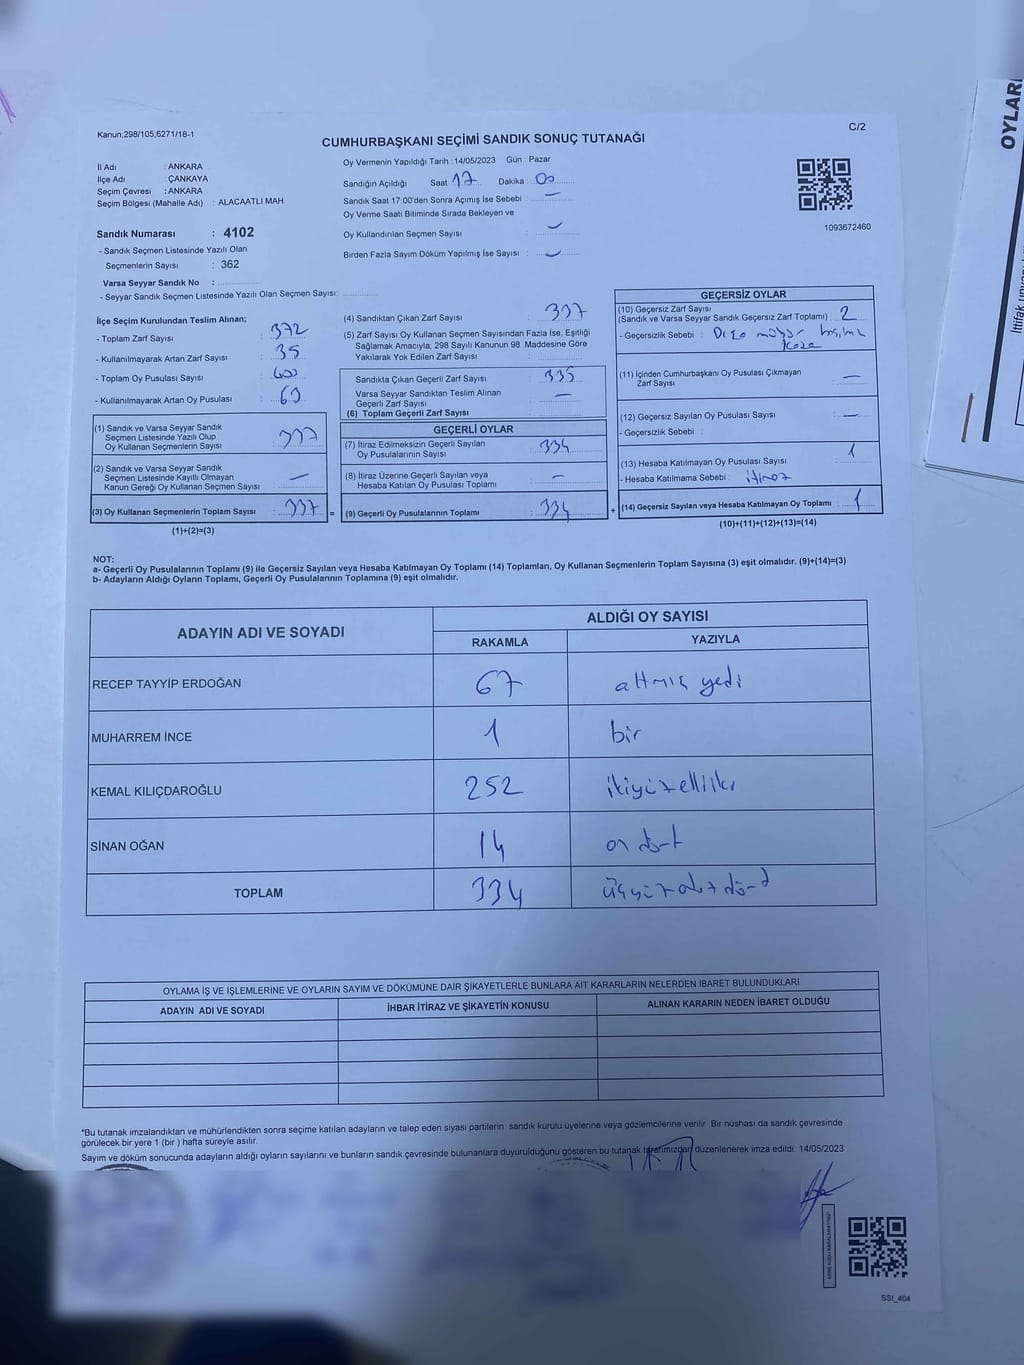 Kanun;298/105,6271/18-1
C/2
CUMHURBAŞKANI SEÇİMİ SANDIK SONUÇ TUTANAĞI
İl Adı : ANKARA
İlçe Adı : ÇANKAYA
Seçim Çevresi : ANKARA
Seçim Bölgesi (Mahalle Adı) : ALACAATLI MAH.
Sandık Numarası : 4102
- Sandık Seçmen Listesinde Yazılı Olan
Seçmenlerin Sayısı : 362
Varsa Seyyar Sandık No :
- Seyyar Sandık Seçmen Listesinde Yazılı Olan Seçmen Sayısı:
Oy Vermenin Yapıldığı Tarih : 14/05/2023 Gün : Pazar
Sandığın Açıldığı Saat 17 Dakika : 00
Sandık Saat 17:00'den Sonra Açımış İse Sebebi : -
Oy Verme Saati Bitiminde Sırada Bekleyen ve
Oy Kullandırılan Seçmen Sayısı : -
Birden Fazla Sayım Döküm Yapılmış İse Sayısı : -
1093672460
İlçe Seçim Kurulundan Teslim Alınan;
- Toplam Zarf Sayısı : 372
- Kullanılmayarak Artan Zarf Sayısı : 35
- Toplam Oy Pusulası Sayısı : 400
- Kullanılmayarak Artan Oy Pusulası : 63
(1) Sandık ve Varsa Seyyar Sandık
Seçmen Listesinde Yazılı Olup
Oy Kullanan Seçmenlerin Sayısı : 337
(2) Sandık ve Varsa Seyyar Sandık
Seçmen Listesinde Kayıtlı Olmayan
Kanun Gereği Oy Kullanan Seçmen Sayısı : -
(3) Oy Kullanan Seçmenlerin Toplam Sayısı : 337
(1)+(2)=(3)
(4) Sandıktan Çıkan Zarf Sayısı : 337
(5) Zarf Sayısı Oy Kullanan Seçmen Sayısından Fazla İse, Eşitliği
Sağlamak Amacıyla; 298 Sayılı Kanunun 98. Maddesine Göre
Yakılarak Yok Edilen Zarf Sayısı :
Sandıkta Çıkan Geçerli Zarf Sayısı : 335
Varsa Seyyar Sandıktan Teslim Alınan
Geçerli Zarf Sayısı : -
(6) Toplam Geçerli Zarf Sayısı :
GEÇERLİ OYLAR
(7) İtiraz Edilmeksizin Geçerli Sayılan
Oy Pusulalarının Sayısı : 334
(8) İtiraz Üzerine Geçerli Sayılan veya
Hesaba Katılan Oy Pusulası Toplamı : -
= (9) Geçerli Oy Pusulalarının Toplamı : 334
GEÇERSİZ OYLAR
(10) Geçersiz Zarf Sayısı
(Sandık ve Varsa Seyyar Sandık Geçersiz Zarf Toplamı) : 2
- Geçersizlik Sebebi :
(11) İçinden Cumhurbaşkanı Oy Pusulası Çıkmayan
Zarf Sayısı : -
(12) Geçersiz Sayılan Oy Pusulası Sayısı : -
- Geçersizlik Sebebi :
(13) Hesaba Katılmayan Oy Pusulası Sayısı : 1
- Hesaba Katılmama Sebebi : itiraz
+ (14) Geçersiz Sayılan veya Hesaba Katılmayan Oy Toplamı : 1
(10)+(11)+(12)+(13)=(14)
NOT:
a- Geçerli Oy Pusulalarının Toplamı (9) ile Geçersiz Sayılan veya Hesaba Katılmayan Oy Toplamı (14) Toplamları, Oy Kullanan Seçmenlerin Toplam Sayısına (3) eşit olmalıdır. (9)+(14)=(3)
b- Adayların Aldığı Oyların Toplamı, Geçerli Oy Pusulalarının Toplamına (9) eşit olmalıdır.
ADAYIN ADI VE SOYADI ALDIĞI OY SAYISI
RAKAMLA YAZIYLA
RECEP TAYYİP ERDOĞAN 67 altmış yedi
MUHARREM İNCE 1 bir
KEMAL KILIÇDAROĞLU 252 ikiyüzelliiki
SİNAN OĞAN 14 on dört
TOPLAM 334 üçyüzotuzdörd
OYLAMA İŞ VE İŞLEMLERİNE VE OYLARIN SAYIM VE DÖKÜMÜNE DAİR ŞİKAYETLERLE BUNLARA AİT KARARLARIN NELERDEN İBARET BULUNDUKLARI
ADAYIN ADI VE SOYADI İHBAR İTİRAZ VE ŞİKAYETİN KONUSU ALINAN KARARIN NEDEN İBARET OLDUĞU
*Bu tutanak imzalandıktan ve mühürlendikten sonra seçime katılan adayların ve talep eden siyasi partilerin sandık kurulu üyelerine veya gözlemcilerine verilir .Bir nüshası da sandık çevresinde
görülecek bir yere 1 (bir ) hafta süreyle asılır.
Sayım ve döküm sonucunda adayların aldığı oyların sayılarını ve bunların sandık çevresinde bulunanlara duyurulduğunu gösteren bu tutanak tarafımızdan düzenlenerek imza edildi. 14/05/2023
SSI_404
OYLARI